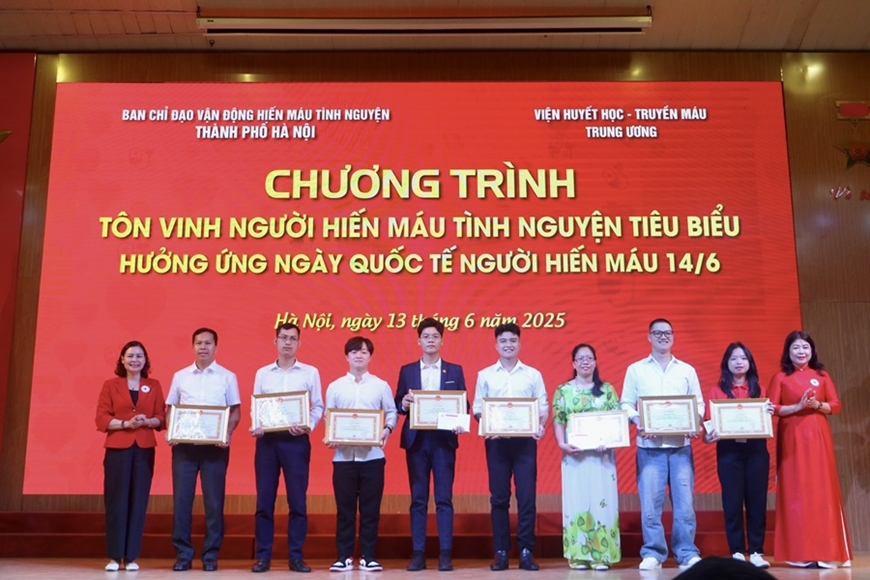 BAN CHỈ ĐẠO VẬN ĐỘNG HIẾN MÁU TÌNH NGUYỆN
THÀNH PHỐ HÀ NỘI
VIỆN HUYẾT HỌC - TRUYỀN MÁU
TRUNG ƯƠNG
CHƯƠNG TRÌNH
TÔN VINH NGƯỜI HIẾN MÁU TÌNH NGUYỆN TIÊU BIỂU
HƯỞNG ỨNG NGÀY QUỐC TẾ NGƯỜI HIẾN MÁU 14/6
Hà Nội, ngày 13 tháng 6 năm 2025